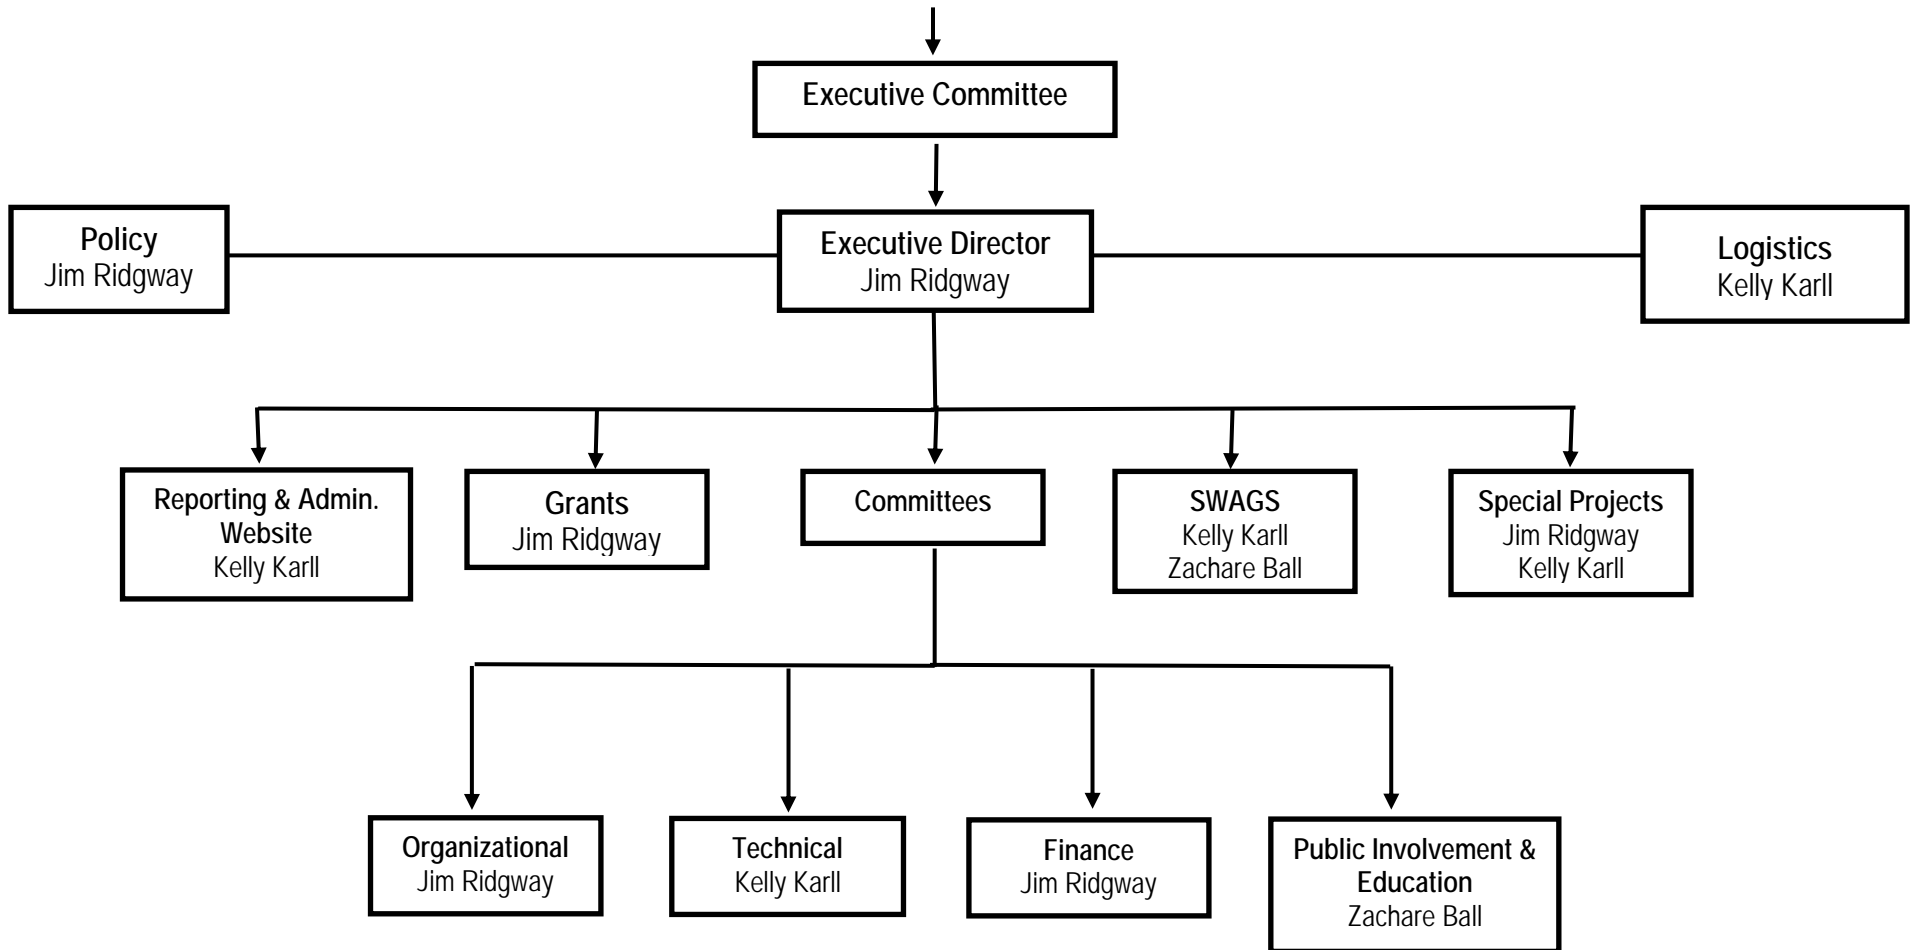 Executive Committee
Policy
Jim Ridgway
Executive Director
Jim Ridgway
Logistics
Kelly Karll
Reporting & Admin.
Website
Kelly Karll
Grants
Jim Ridgway
Committees
SWAGS
Kelly Karll
Zachare Ball
Special Projects
Jim Ridgway
Kelly Karll
Organizational
Jim Ridgway
Technical
Kelly Karll
Finance
Jim Ridgway
Public Involvement &
Education
Zachare Ball